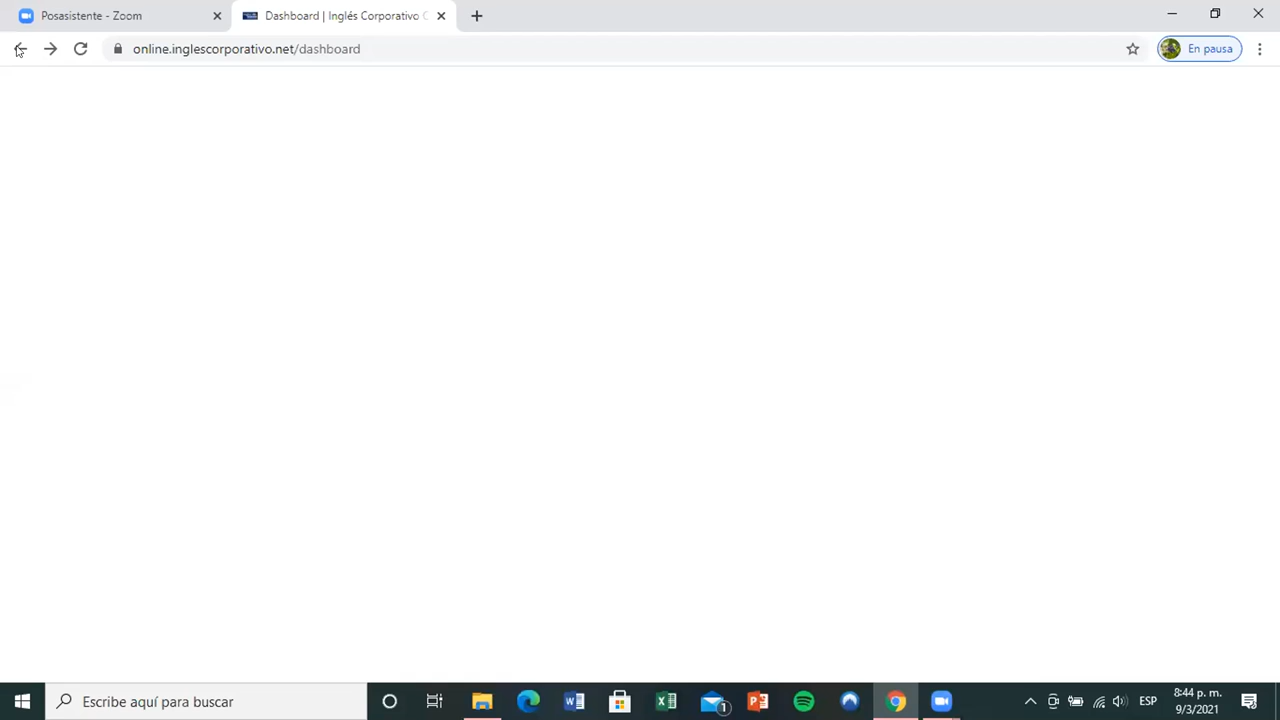 Posasistente - Zoom
Dashboard | Inglés Corporativo
online.inglescorporativo.net/dashboard
En pausa
Escribe aquí para buscar
1
ESP
8:44 p. m.
9/3/2021